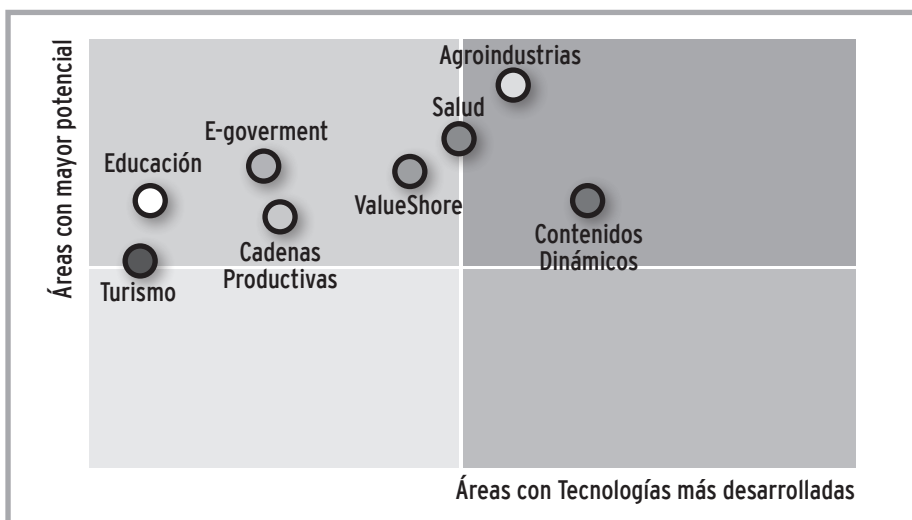 Áreas con mayor potencial
Agroindustrias
Salud
E-goverment
Educación
ValueShore
Contenidos
Dinámicos
Cadenas
Productivas
Turismo
Áreas con Tecnologías más desarrolladas